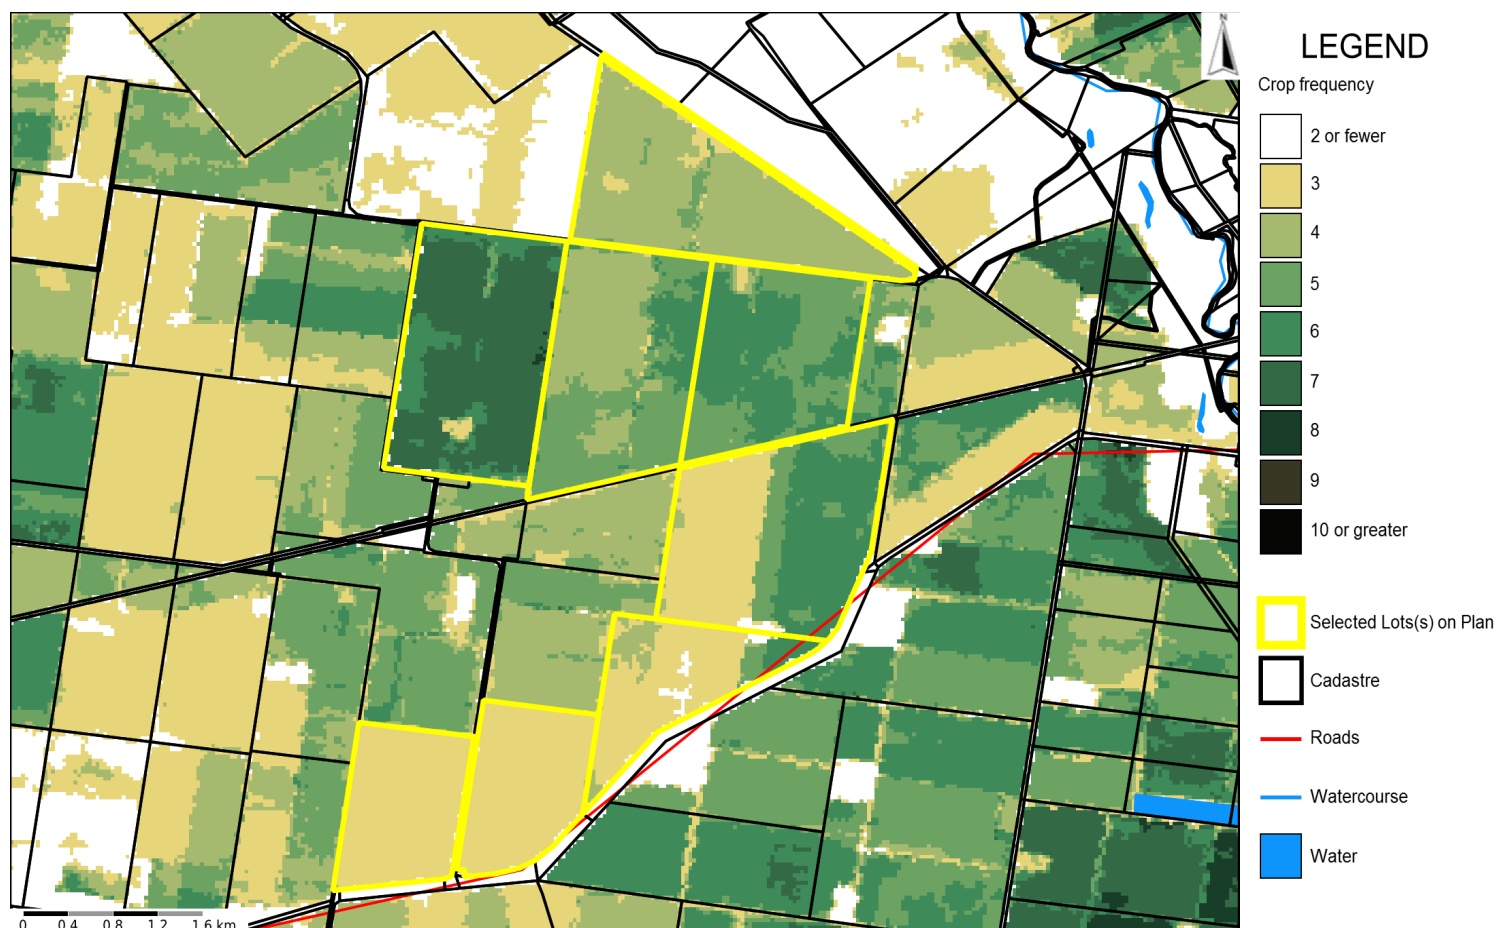 N
LEGEND
Crop frequency
2 or fewer
3
4
5
6
7
8
9
10 or greater
Selected Lots(s) on Plan
Cadastre
Roads
Watercourse
Water
0 0.4 0.8 1.2 1.6 km